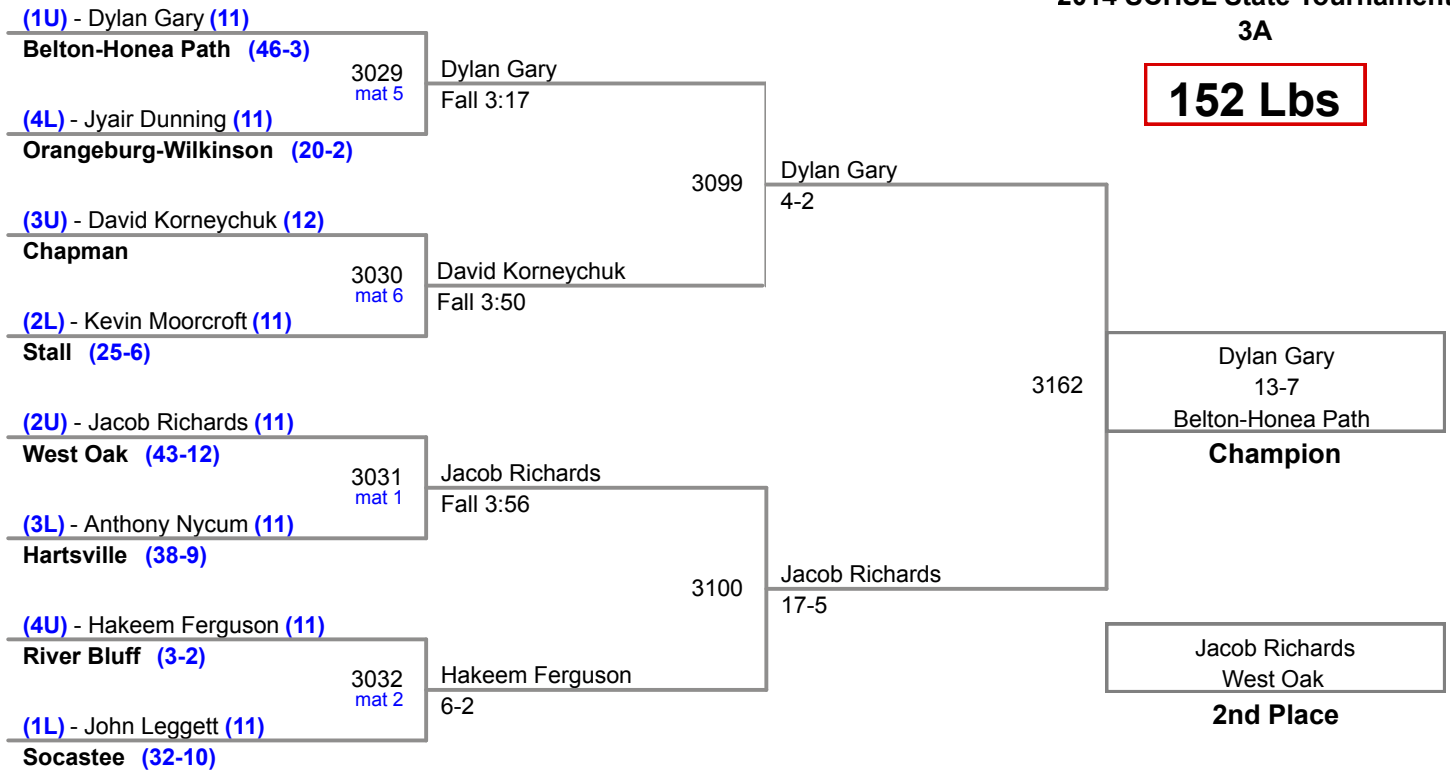 2014 SCHSL State Tournament
3A
152 Lbs
(1U) - Dylan Gary (11)
Belton-Honea Path (46-3)
3029
mat 5
(4L) - Jyair Dunning (11)
Orangeburg-Wilkinson (20-2)
Dylan Gary
Fall 3:17
(3U) - David Korneychuk (12)
Chapman
3030
mat 6
(2L) - Kevin Moorcroft (11)
Stall (25-6)
David Korneychuk
Fall 3:50
(2U) - Jacob Richards (11)
West Oak (43-12)
3031
mat 1
(3L) - Anthony Nycum (11)
Hartsville (38-9)
Jacob Richards
Fall 3:56
(4U) - Hakeem Ferguson (11)
River Bluff (3-2)
3032
mat 2
(1L) - John Leggett (11)
Socastee (32-10)
Hakeem Ferguson
6-2
3099
Dylan Gary
4-2
3100
Jacob Richards
17-5
3162
Dylan Gary
13-7
Belton-Honea Path
Champion
Jacob Richards
West Oak
2nd Place